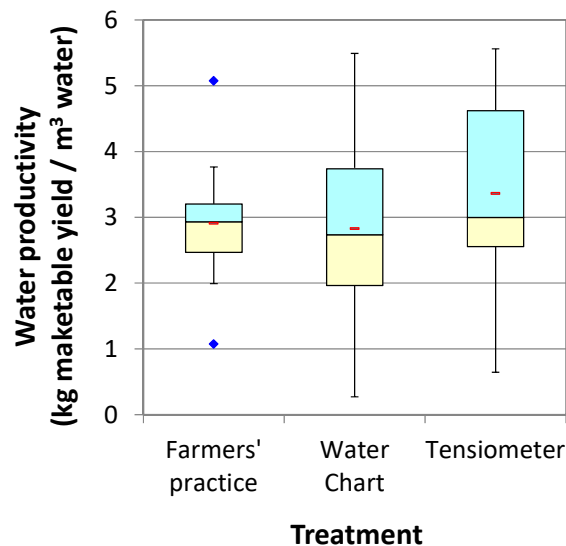 Water productivity
(kg maketable yield / m³ water)
6
5
4
3
2
1
0
Farmers'
practice
Water
Chart
Tensiometer
Treatment